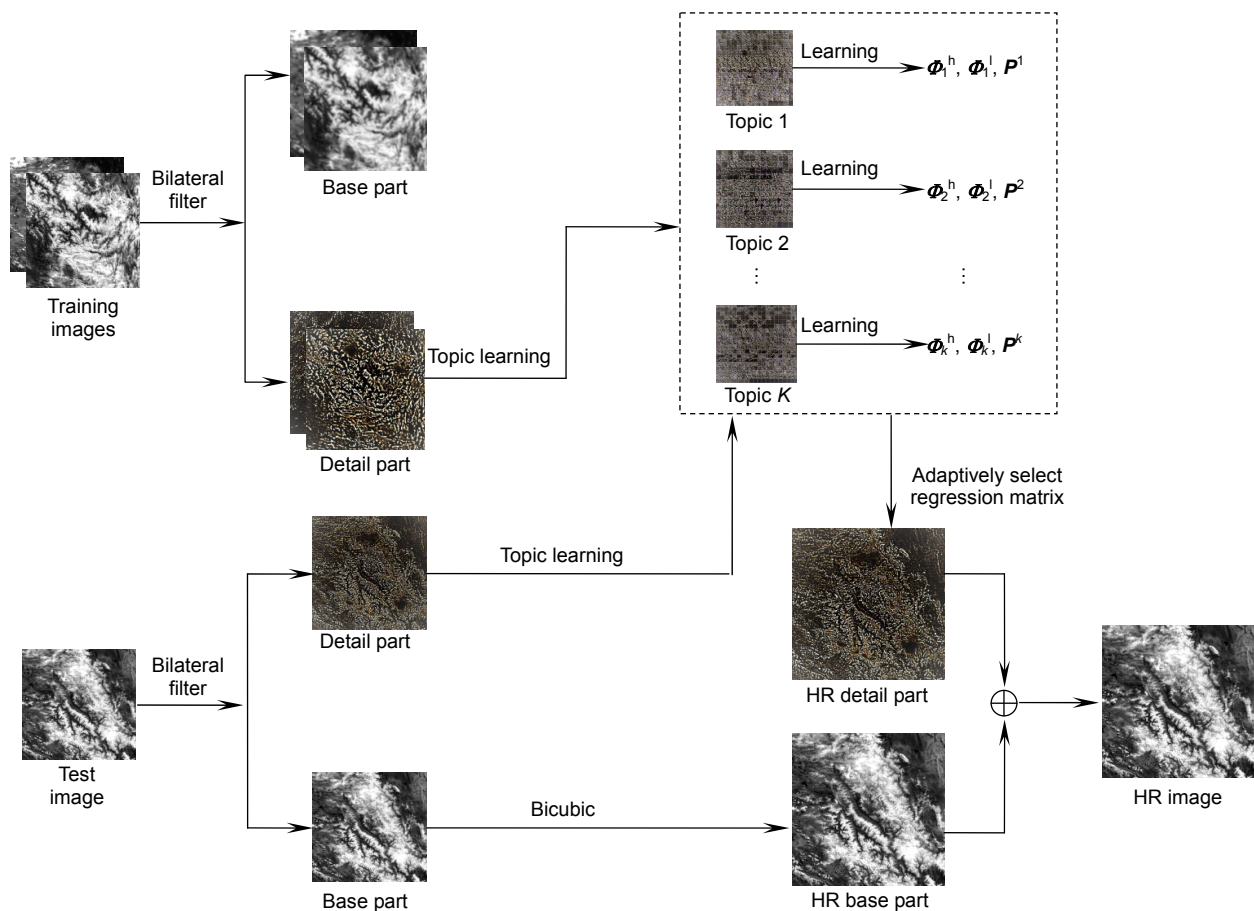 Bilateral
filter
Training
images
Base part
Detail part
Topic learning
Learning
Φ₁ʰ, Φ₁ˡ, P¹
Topic 1
Learning
Φ₂ʰ, Φ₂ˡ, P²
Topic 2
⋮ ⋮
Learning
Φₖʰ, Φₖˡ, Pᵏ
Topic K
Adaptively select
regression matrix
Bilateral
filter
Test
image
Detail part
Topic learning
HR detail part
Base part
Bicubic
HR base part
HR image